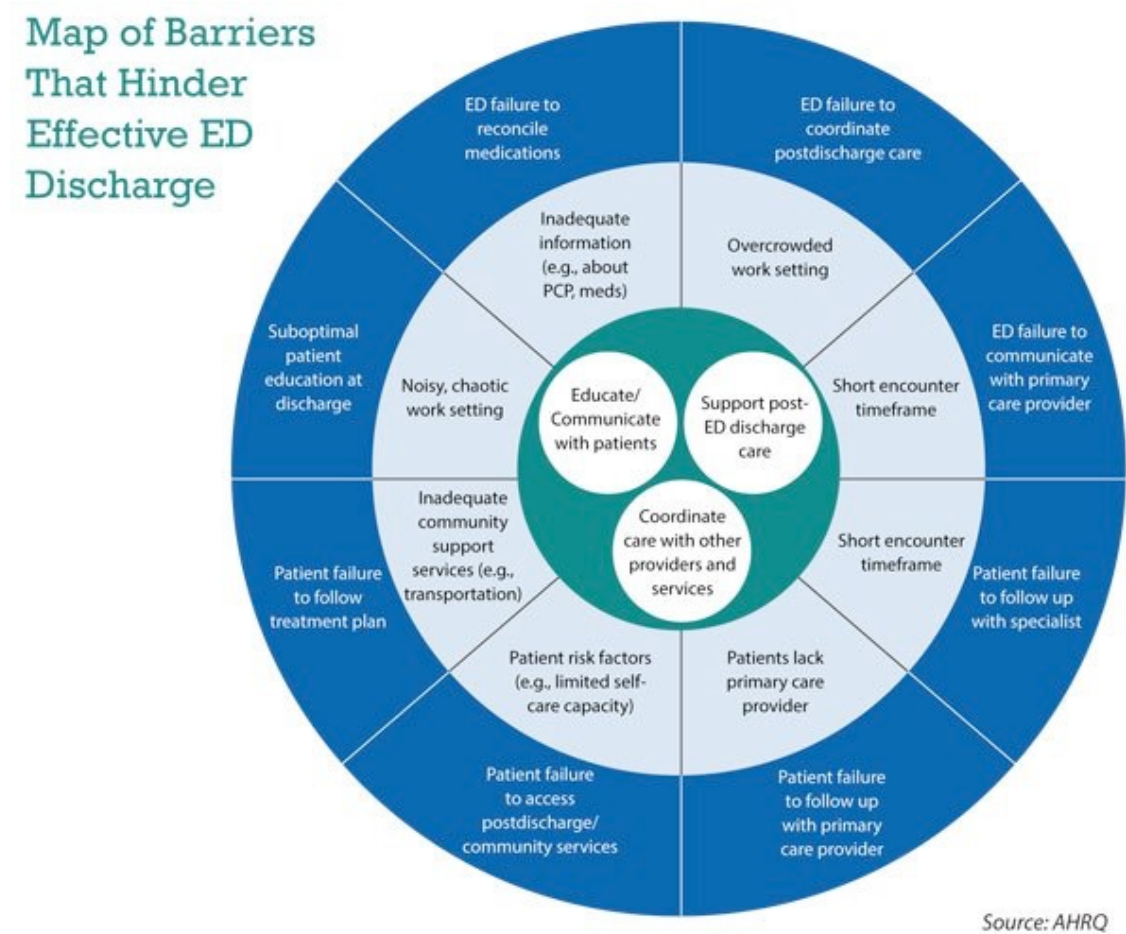 Map of Barriers
That Hinder
Effective ED
Discharge
ED failure to
reconcile
medications
ED failure to
coordinate
postdischarge care
Inadequate
information
(e.g., about
PCP, meds)
Overcrowded
work setting
Suboptimal
patient
education at
discharge
Noisy, chaotic
work setting
Educate/
Communicate
with patients
Support post-
ED discharge
care
Short encounter
timeframe
ED failure to
communicate
with primary
care provider
Patient failure
to follow
treatment plan
Inadequate
community
support
services (e.g.,
transportation)
Coordinate
care with other
providers and
services
Short encounter
timeframe
Patient failure
to follow up
with specialist
Patient risk factors
(e.g., limited self-
care capacity)
Patients lack
primary care
provider
Patient failure
to access
postdischarge/
community services
Patient failure
to follow up
with primary
care provider
Source: AHRQ